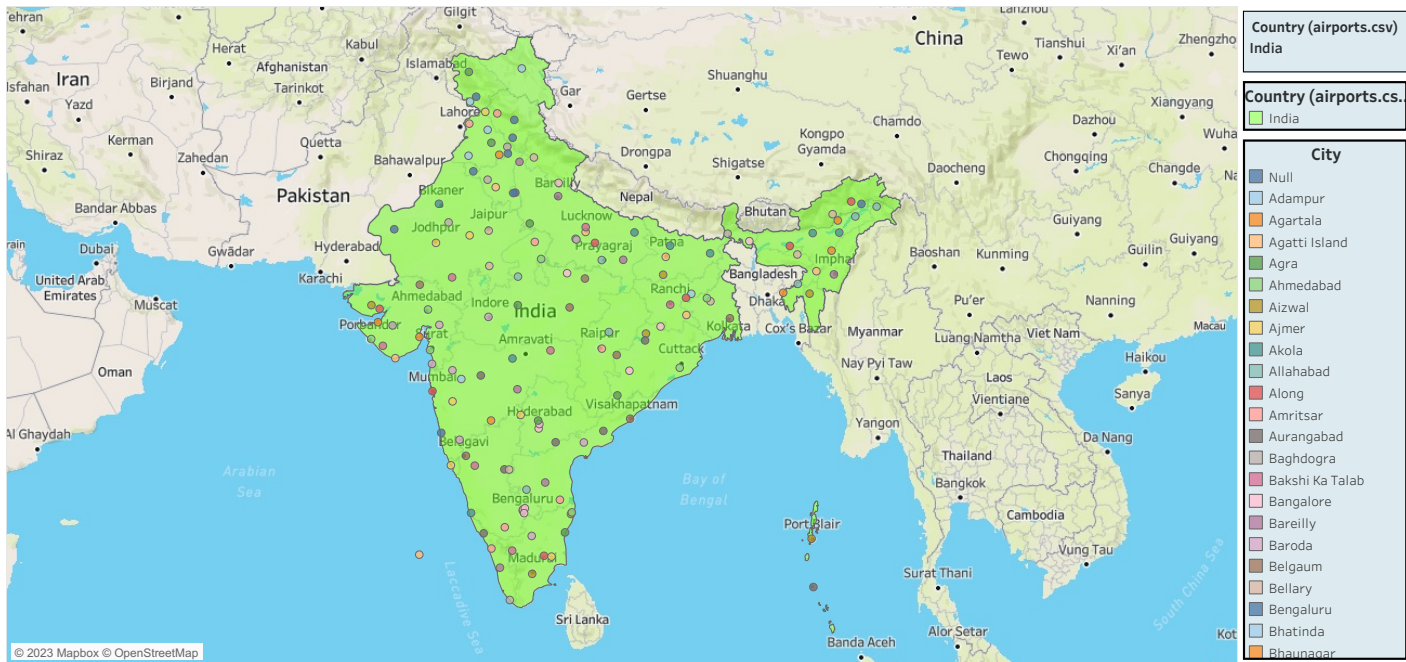 Tehran
Gilgit
Lanzhou
Herat
Kabul
China
Tianshui
Zhengzho
Tewo
Xi'an
Iran
Birjand
Afghanistan
Islamabad
Shuanghu
Isfahan
Tarinkot
Gar
Gertse
Xiangyang
Yazd
Lahore
Chamdo
Dazhou
Kerman
Quetta
Kongpo
Gyamda
Wuha
Shiraz
Zahedan
Bahawalpur
Drongpa
Shigatse
Daocheng
Chongqing
Changde
Pakistan
Bikaner
Bareilly
Nepal
Bandar Abbas
Jaipur
Lucknow
Bhutan
Guiyang
Jodhpur
Dubai
Gwādar
Hyderabad
Prayagraj
Patna
Imphal
Baoshan
Kunming
Guilin
Guiyang
United Arab
Emirates
Karachi
Bangladesh
Muscat
Ahmedabad
Indore
Ranchi
Dhaka
Pu'er
Nanning
India
Porbandar
Surat
Raipur
Kolkata
Cox's Bazar
Myanmar
Viet Nam
Macau
Amravati
Cuttack
Luang Namtha
Oman
Mumbai
Nay Pyi Taw
Haikou
Laos
Vientiane
Sanya
Hyderabad
Visakhapatnam
Yangon
Al Ghaydah
Belagavi
Da Nang
Thailand
Arabian
Sea
Bay of
Bengal
Bangkok
Bengaluru
Cambodia
Port Blair
Madurai
Vung Tau
Laccadive Sea
Surat Thani
South China Sea
Sri Lanka
Banda Aceh
Alor Setar
Kot
© 2023 Mapbox © OpenStreetMap
Country (airports.csv)
India
Country (airports.cs..
India
City
Null
Adampur
Agartala
Agatti Island
Agra
Ahmedabad
Aizwal
Ajmer
Akola
Allahabad
Along
Amritsar
Aurangabad
Baghdogra
Bakshi Ka Talab
Bangalore
Bareilly
Baroda
Belgaum
Bellary
Bengaluru
Bhatinda
Bhaunagar